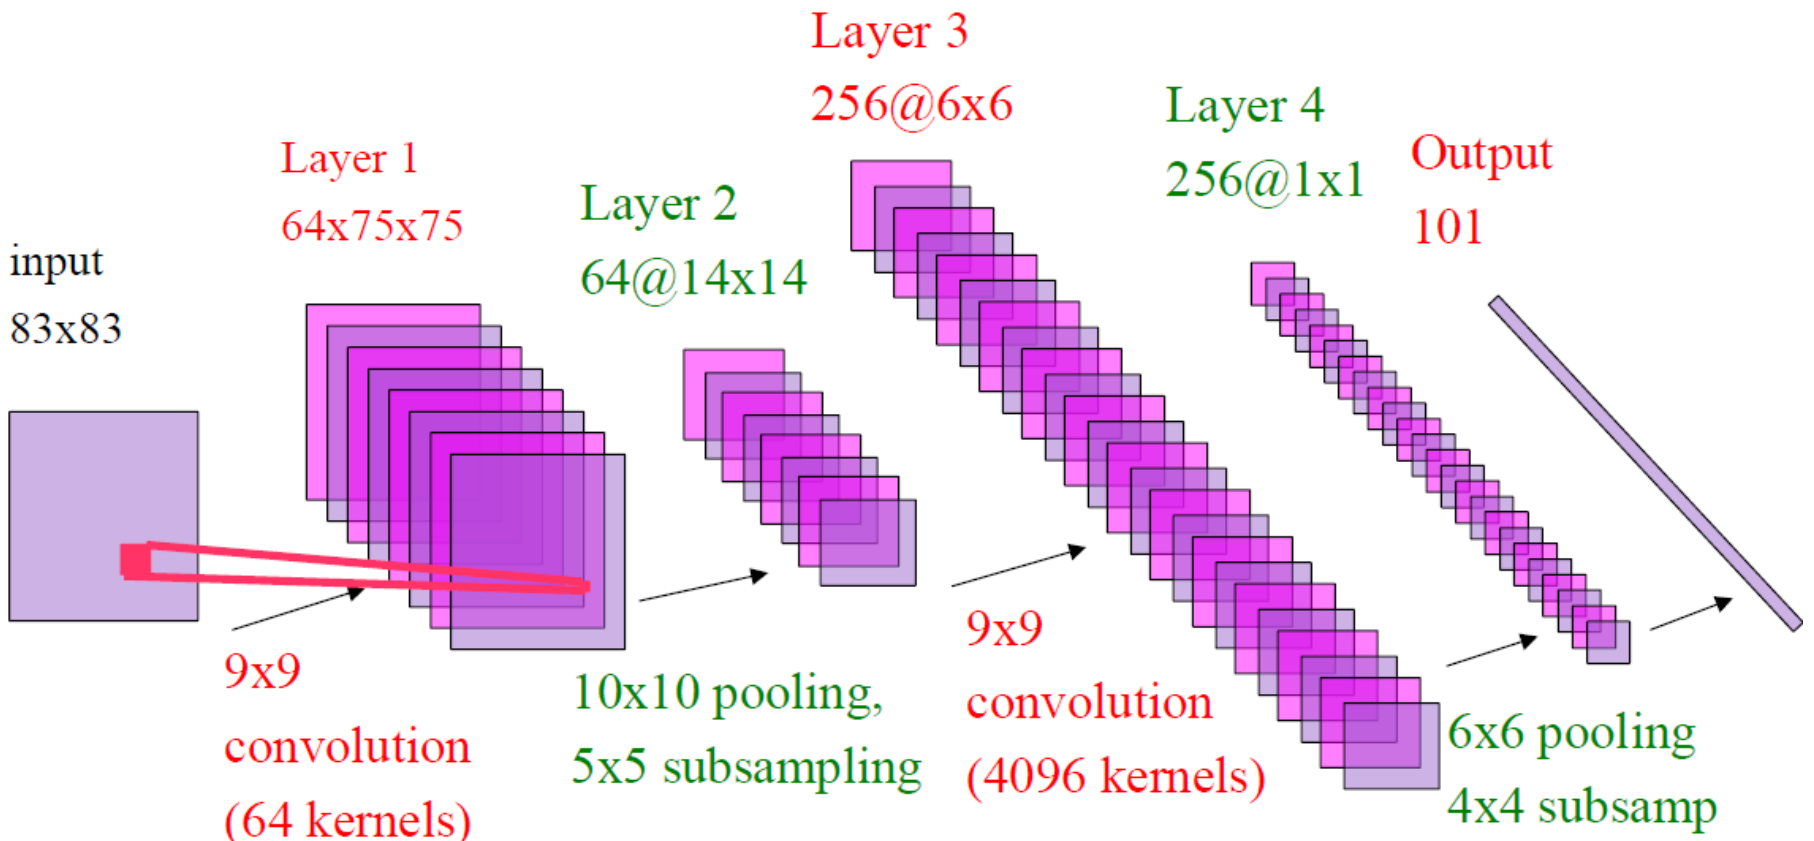 input
83x83
Layer 1
64x75x75
9x9
convolution
(64 kernels)
Layer 2
64@14x14
10x10 pooling,
5x5 subsampling
Layer 3
256@6x6
9x9
convolution
(4096 kernels)
Layer 4
256@1x1
6x6 pooling
4x4 subsamp
Output
101